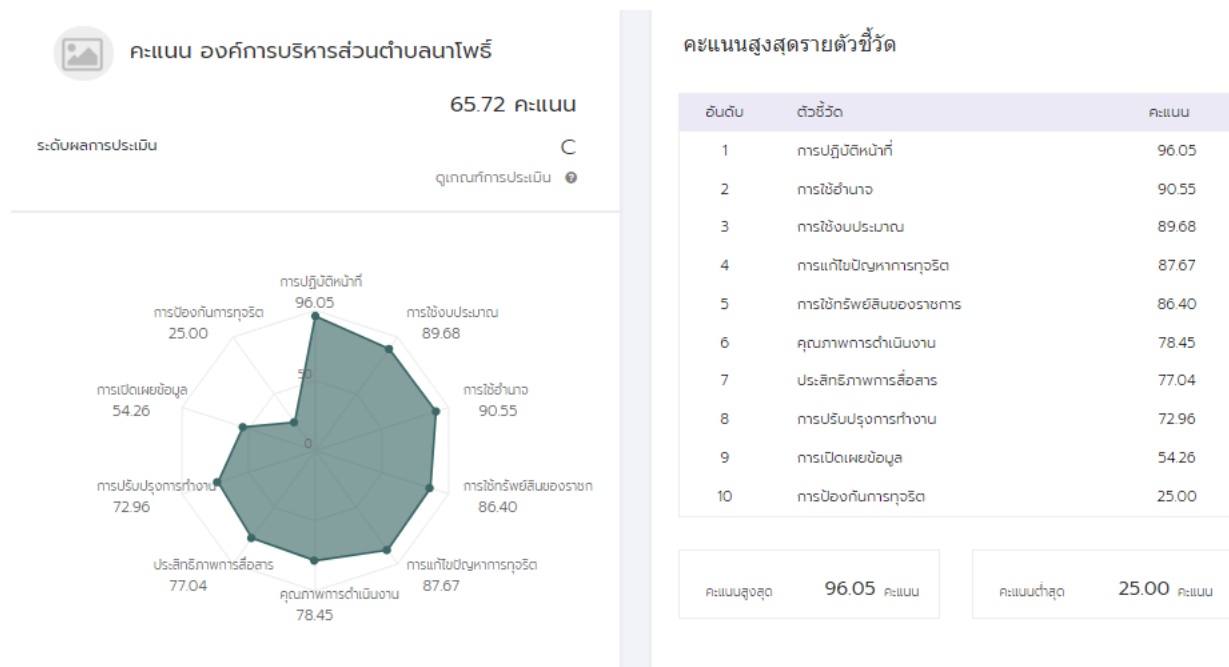 คะแนน องค์การบริหารส่วนตำบลนาโพธิ์
65.72 คะแนน
ระดับผลการประเมิน C
ดูเกณฑ์การประเมิน
การปฏิบัติหน้าที่
96.05
การป้องกันการทุจริต
25.00
การใช้งบประมาณ
89.68
50
การเปิดเผยข้อมูล
54.26
การใช้อำนาจ
90.55
0
การปรับปรุงการทำงาน
72.96
การใช้ทรัพย์สินของราชก
86.40
ประสิทธิภาพการสื่อสาร
77.04
การแก้ไขปัญหาการทุจริต
87.67
คุณภาพการดำเนินงาน
78.45
คะแนนสูงสุดรายตัวชี้วัด
อันดับ ตัวชี้วัด คะแนน
1 การปฏิบัติหน้าที่ 96.05
2 การใช้อำนาจ 90.55
3 การใช้งบประมาณ 89.68
4 การแก้ไขปัญหาการทุจริต 87.67
5 การใช้ทรัพย์สินของราชการ 86.40
6 คุณภาพการดำเนินงาน 78.45
7 ประสิทธิภาพการสื่อสาร 77.04
8 การปรับปรุงการทำงาน 72.96
9 การเปิดเผยข้อมูล 54.26
10 การป้องกันการทุจริต 25.00
คะแนนสูงสุด 96.05 คะแนน
คะแนนต่ำสุด 25.00 คะแนน